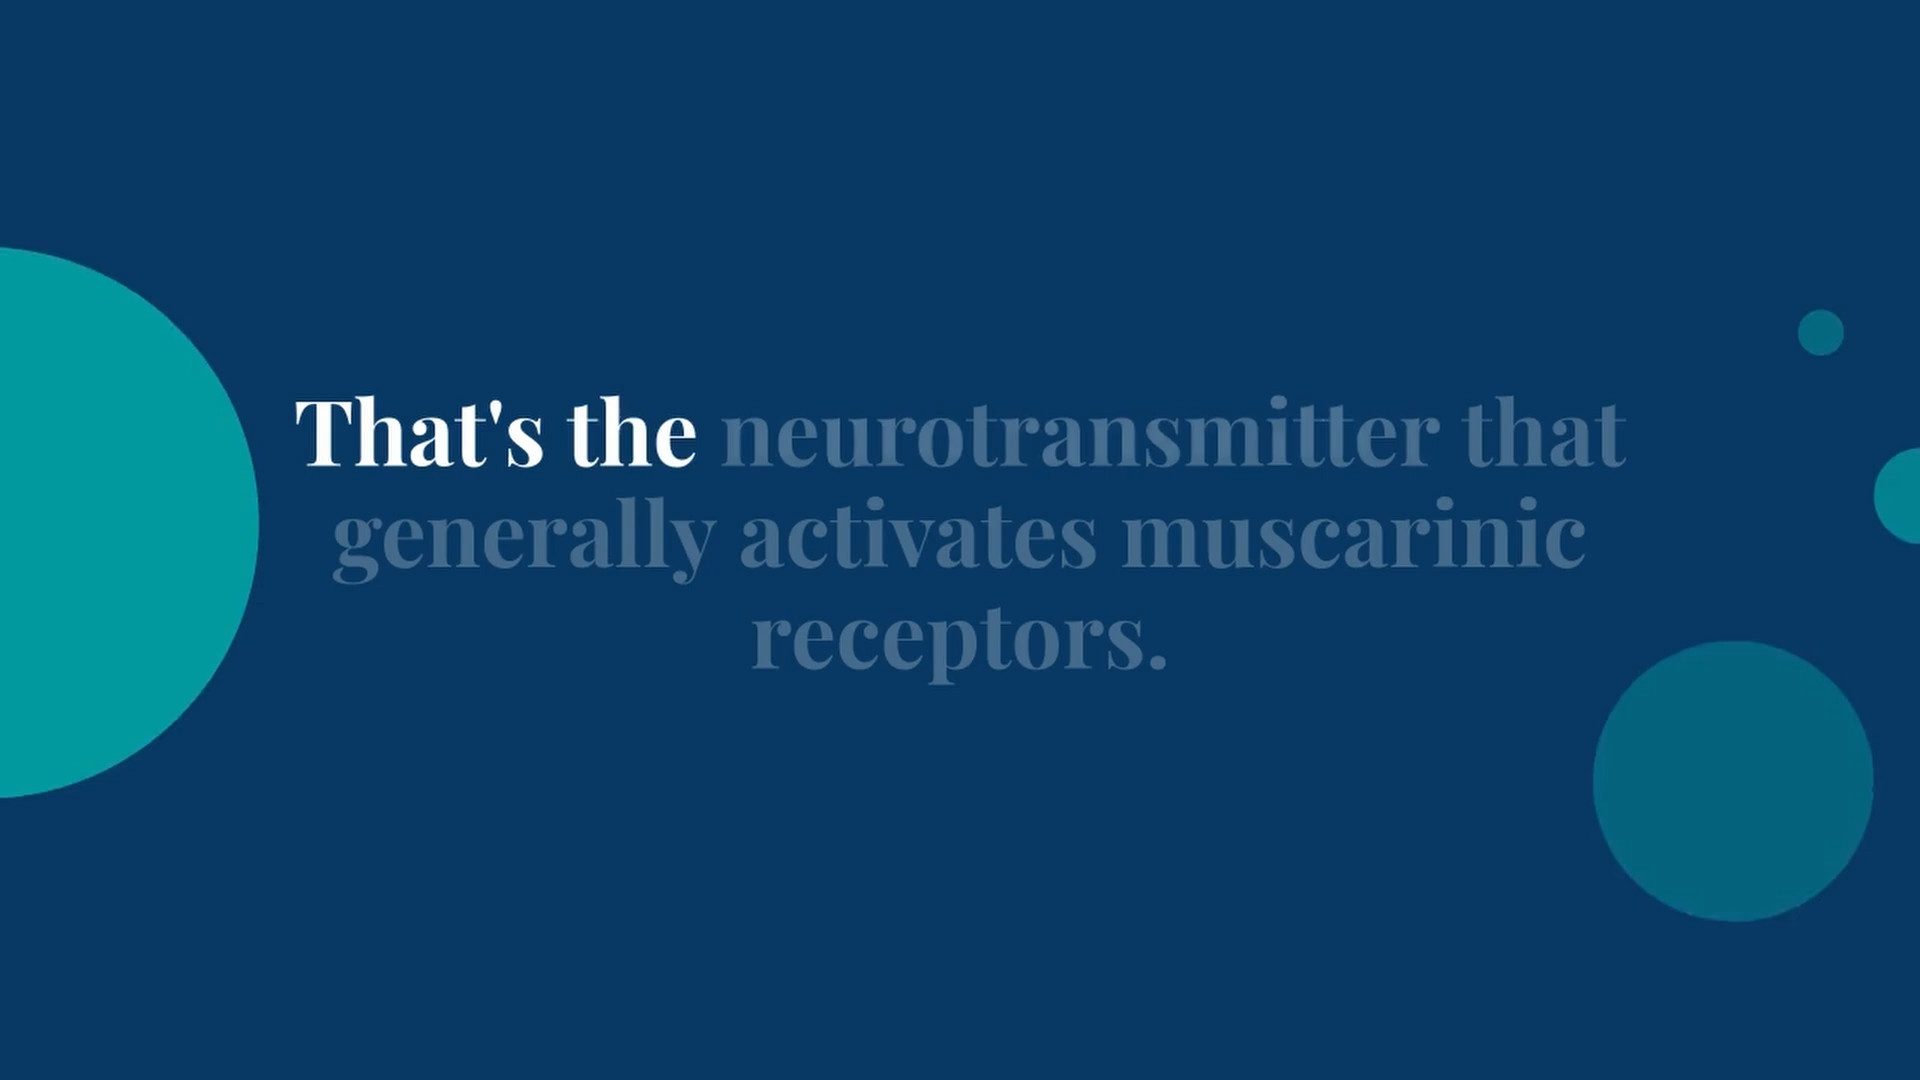 That's the neurotransmitter that
generally activates muscarinic
receptors.